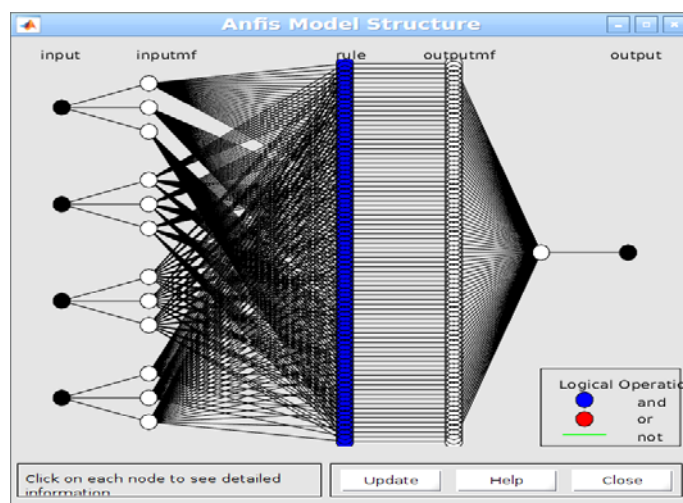 Anfis Model Structure
input inputmf rule outputmf output
Logical Operatio
and
or
not
Click on each node to see detailed
information
Update Help Close